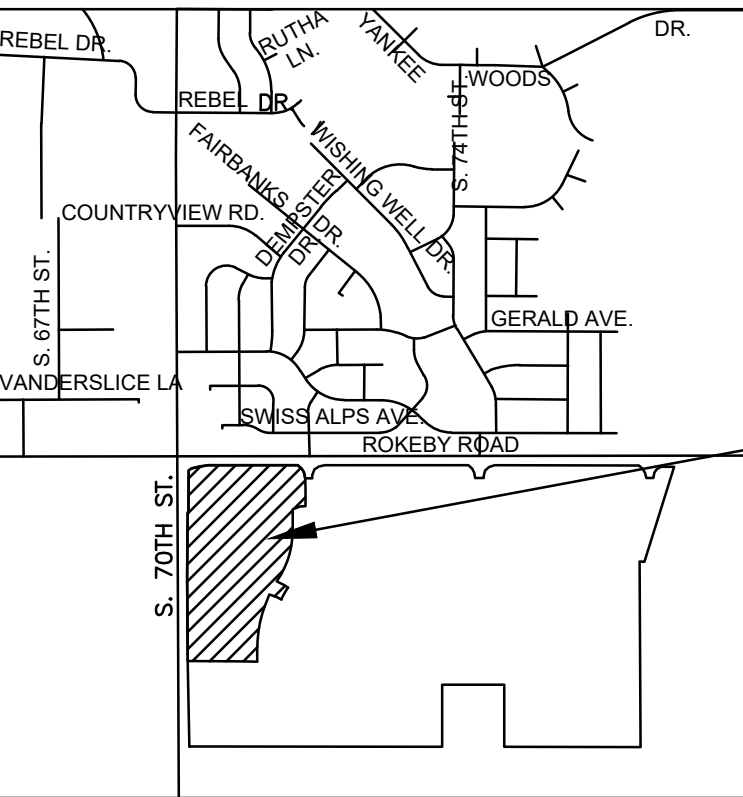 REBEL DR.
RUTHA
LN.
YANKEE
DR.
WOODS
REBEL DR
S. 74TH ST.
WISHING WELL DR.
FAIRBANKS DR.
DEMPSTER
DR.
COUNTRYVIEW RD.
S. 67TH ST.
GERALD AVE.
VANDERSLICE LA
SWISS ALPS AVE.
ROKEBY ROAD
S. 70TH ST.